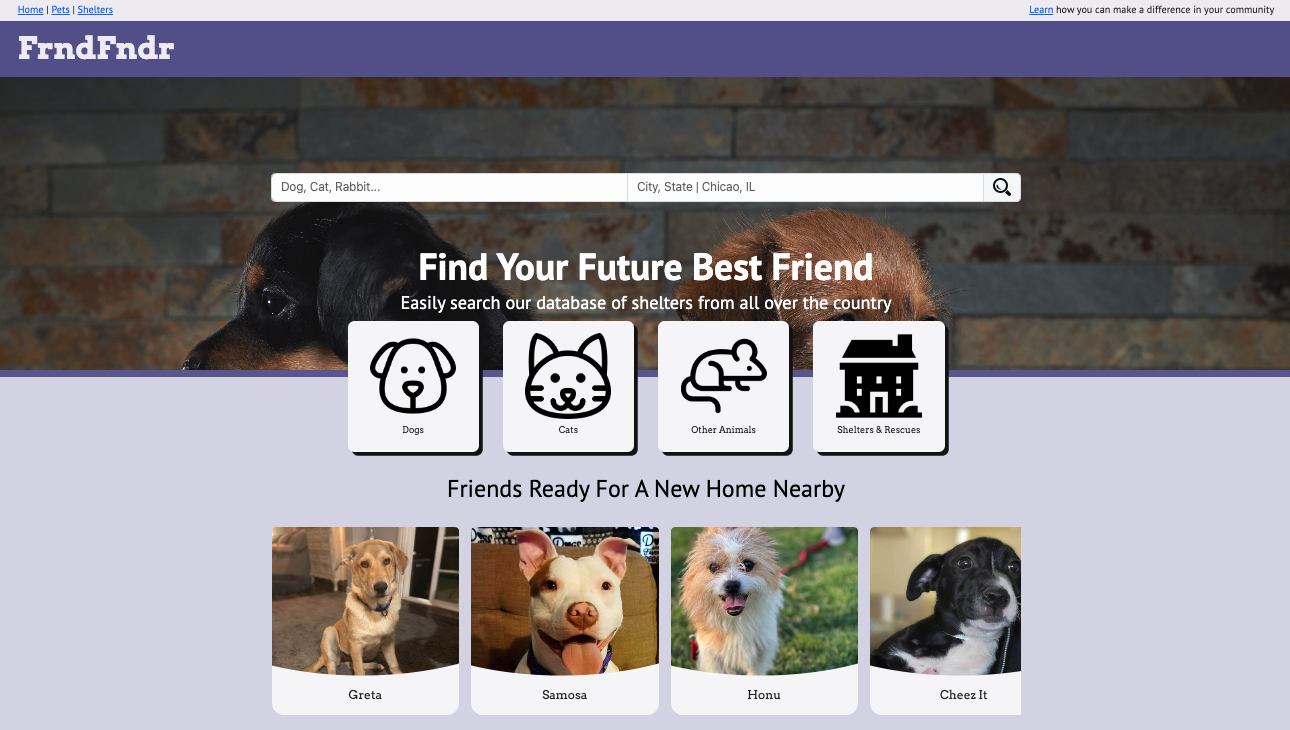 Home | Pets | Shelters
Learn how you can make a difference in your community
FrndFndr
Dog, Cat, Rabbit...
City, State | Chicao, IL
Find Your Future Best Friend
Easily search our database of shelters from all over the country
Dogs
Cats
Other Animals
Shelters & Rescues
Friends Ready For A New Home Nearby
Greta
Samosa
Honu
Cheez It